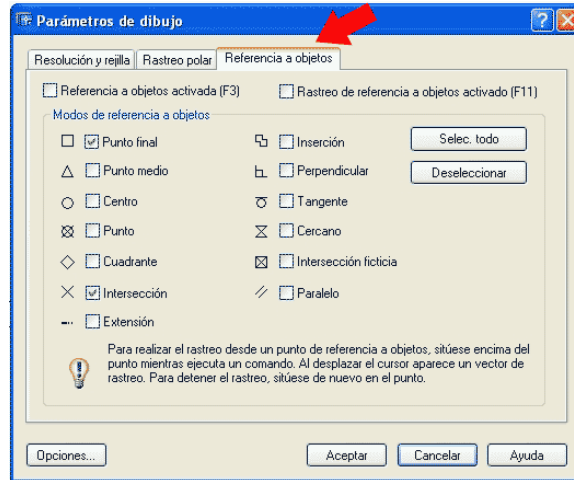 Parámetros de dibujo
Resolución y rejilla Rastreo polar Referencia a objetos
Referencia a objetos activada (F3) Rastreo de referencia a objetos activado (F11)
Modos de referencia a objetos
Punto final Inserción Selec. todo
Punto medio Perpendicular Deseleccionar
Centro Tangente
Punto Cercano
Cuadrante Intersección ficticia
Intersección Paralelo
Extensión
Para realizar el rastreo desde un punto de referencia a objetos, sitúese encima del
punto mientras ejecuta un comando. Al desplazar el cursor aparece un vector de
rastreo. Para detener el rastreo, sitúese de nuevo en el punto.
Opciones... Aceptar Cancelar Ayuda